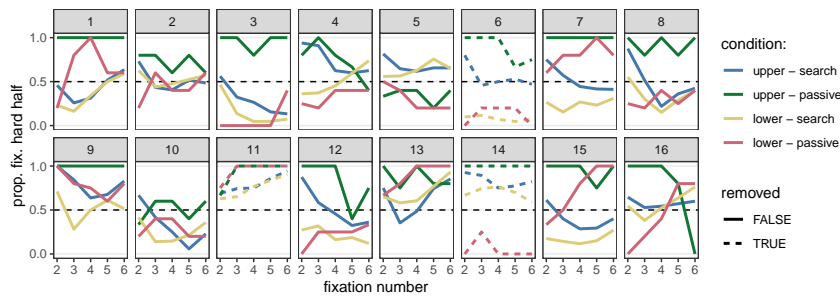 1 2 3 4 5 6 7 8
1.0
0.5
0.0
9 10 11 12 13 14 15 16
1.0
0.5
0.0
2 3 4 5 6 2 3 4 5 6 2 3 4 5 6 2 3 4 5 6 2 3 4 5 6 2 3 4 5 6 2 3 4 5 6 2 3 4 5 6
fixation number
prop. fix. hard half
condition:
upper – search
upper – passive
lower – search
lower – passive
removed
FALSE
TRUE